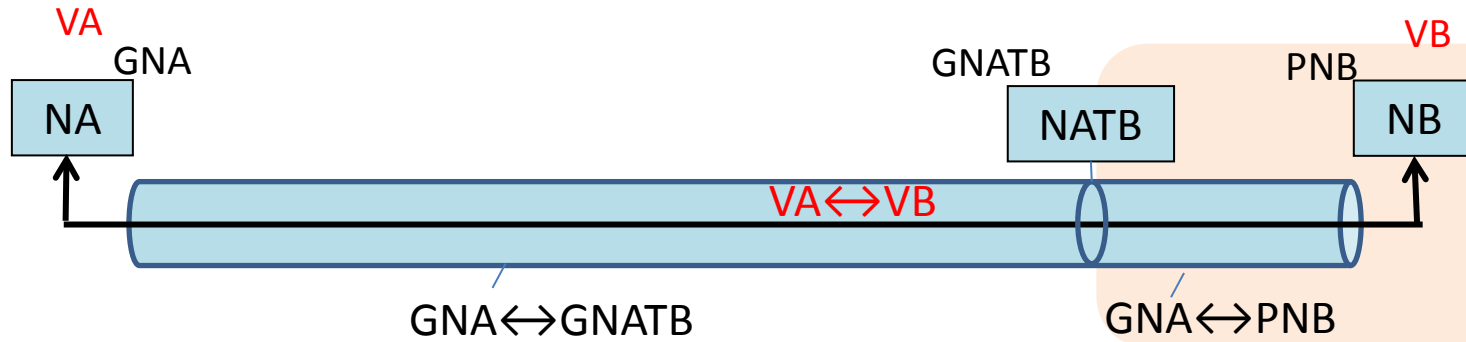 VA
VB
GNA
GNATB
PNB
NA
NATB
NB
VA↔VB
GNA↔GNATB
GNA↔PNB